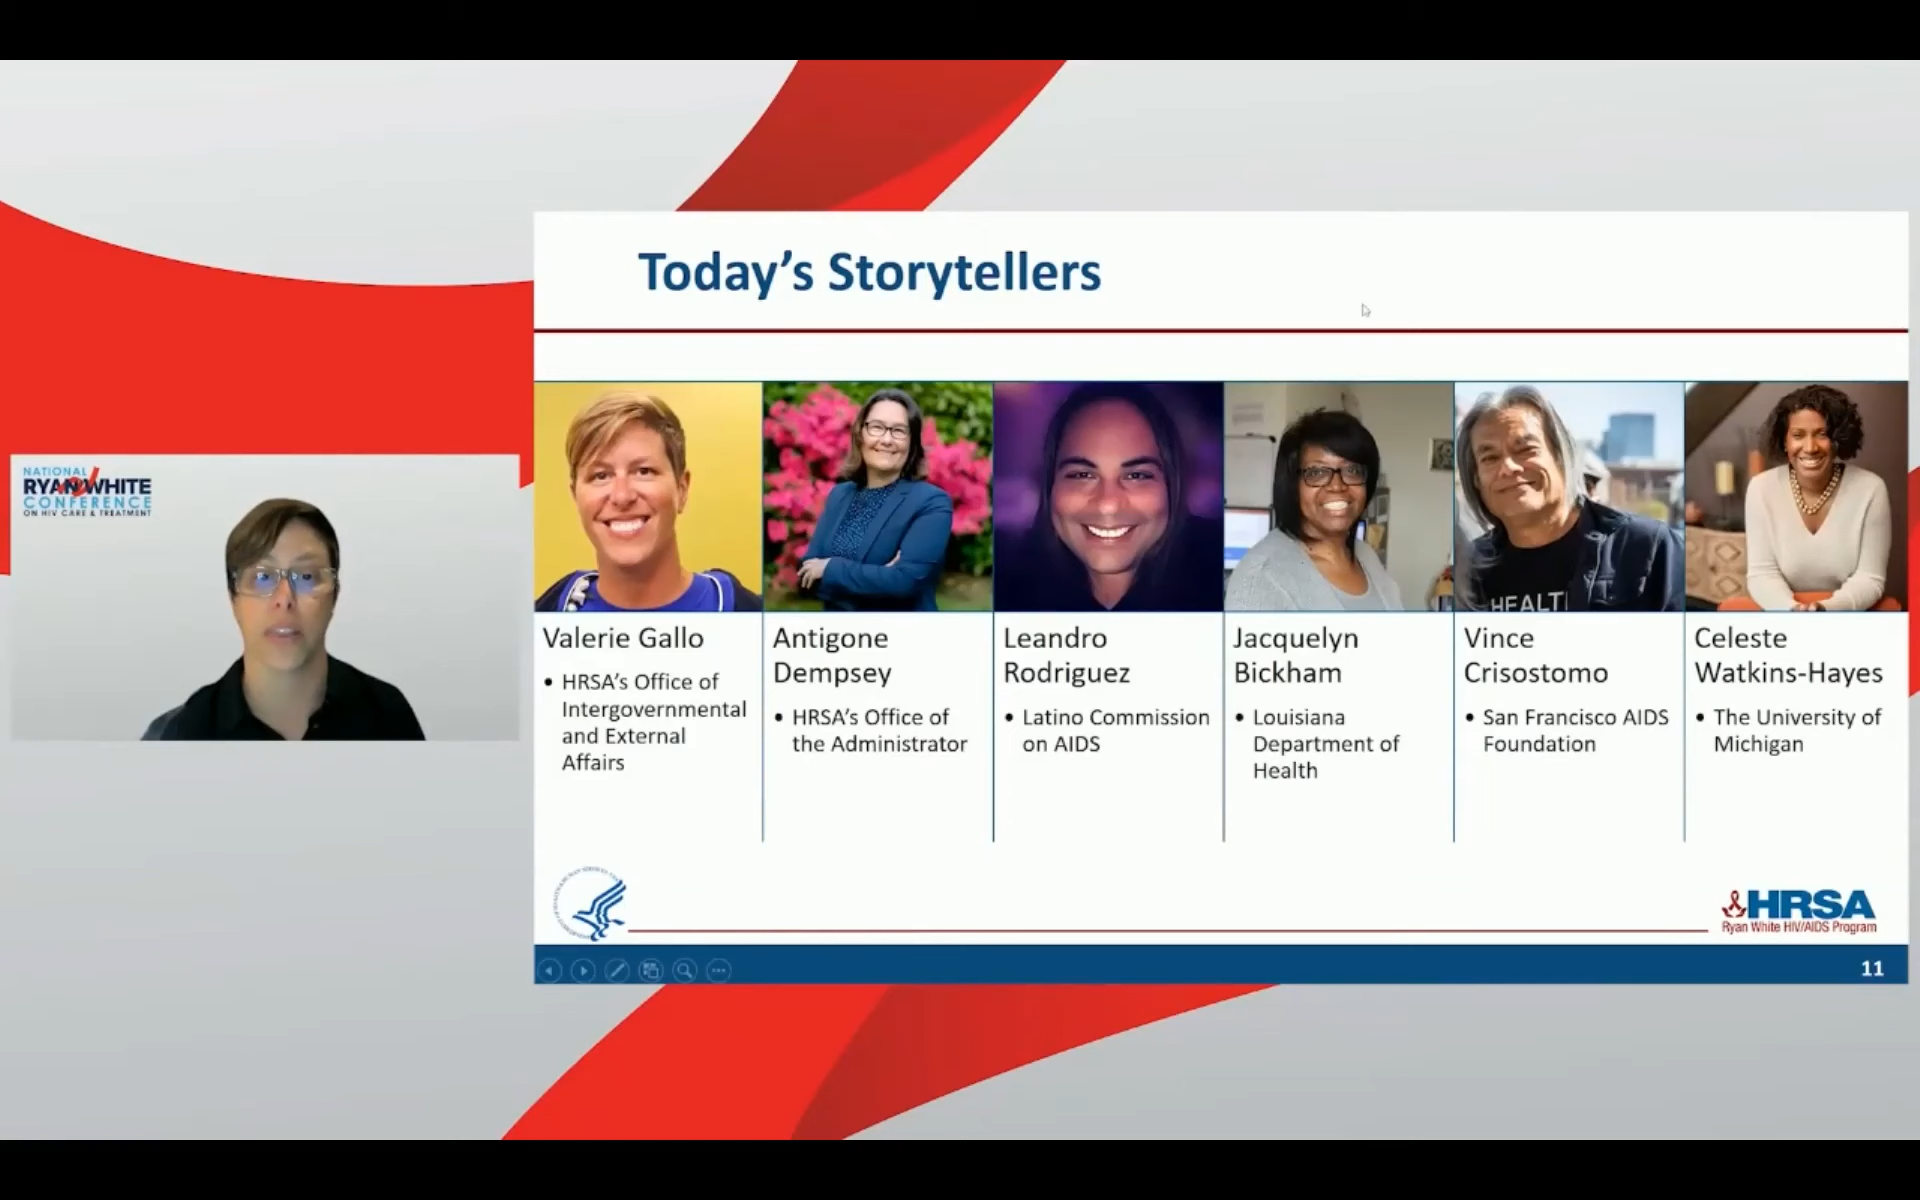 NATIONAL
RYAN WHITE
CONFERENCE
ON HIV CARE & TREATMENT
Today's Storytellers
HEALT
Valerie Gallo
• HRSA's Office of
Intergovernmental
and External
Affairs
Antigone
Dempsey
• HRSA's Office of
the Administrator
Leandro
Rodriguez
• Latino Commission
on AIDS
Jacquelyn
Bickham
• Louisiana
Department of
Health
Vince
Crisostomo
• San Francisco AIDS
Foundation
Celeste
Watkins-Hayes
• The University of
Michigan
HRSA
Ryan White HIV/AIDS Program
11